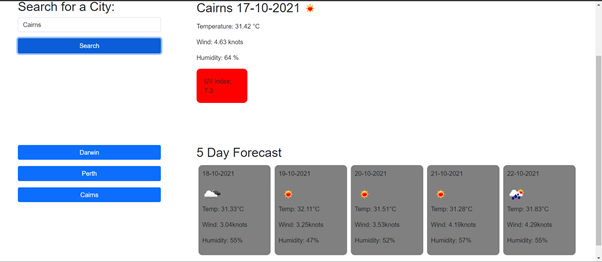 Search for a City:
Cairns
Search
Darwin
Perth
Cairns
Cairns 17-10-2021
Temperature: 31.42 °C
Wind: 4.63 knots
Humidity: 64 %
UV Index:
5 Day Forecast
18-10-2021
Temp: 31.33°C
Wind: 3.94knots
Humidity: 55%
19-10-2021
Temp: 32.11°C
Wind: 3.25knots
Humidity: 47%
20-10-2021
Temp: 31.51°C
Wind: 3.53knots
Humidity: 52%
21-10-2021
Temp: 31.28°C
Wind: 4.19knots
Humidity: 57%
22-10-2021
Temp: 31.83°C
Wind: 4.29knots
Humidity: 55%